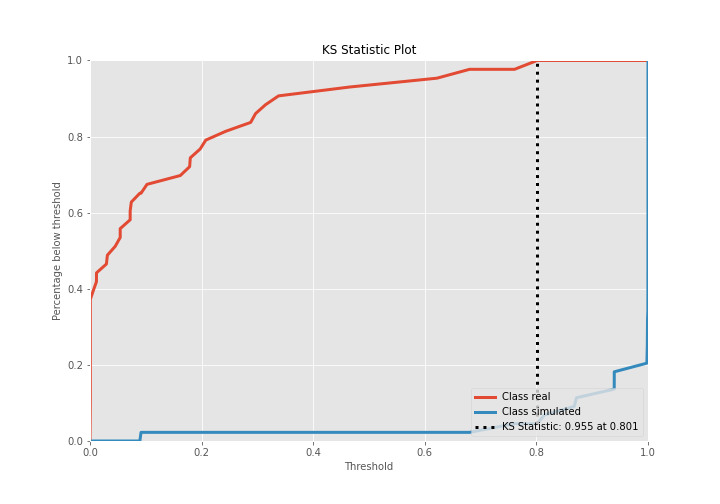 KS Statistic Plot
1.0
0.8
0.6
0.4
0.2
0.0
Percentage below threshold
Class real
Class simulated
KS Statistic: 0.955 at 0.801
0.0 0.2 0.4 0.6 0.8 1.0
Threshold